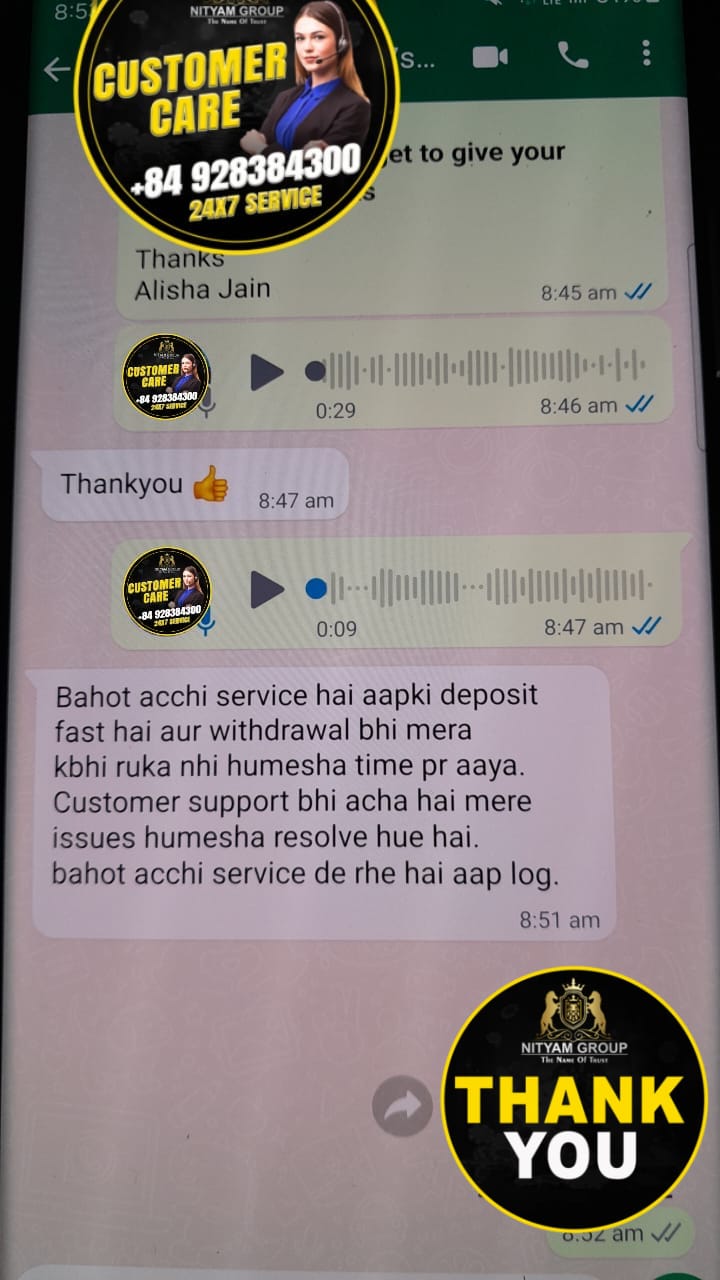 8:5
NITYAM GROUP
The Name Of Trust
CUSTOMER
CARE
+84 928384300
24X7 SERVICE
s...
et to give your
s
Thanks
Alisha Jain
8:45 am
CUSTOMER
CARE
+84 928384300
24X7 SERVICE
0:29
8:46 am
Thankyou 👍
8:47 am
CUSTOMER
CARE
+84 928384300
24X7 SERVICE
0:09
8:47 am
Bahot acchi service hai aapki deposit
fast hai aur withdrawal bhi mera
kbhi ruka nhi humesha time pr aaya.
Customer support bhi acha hai mere
issues humesha resolve hue hai.
bahot acchi service de rhe hai aap log.
8:51 am
NITYAM GROUP
The Name Of Trust
THANK
YOU
8:52 am